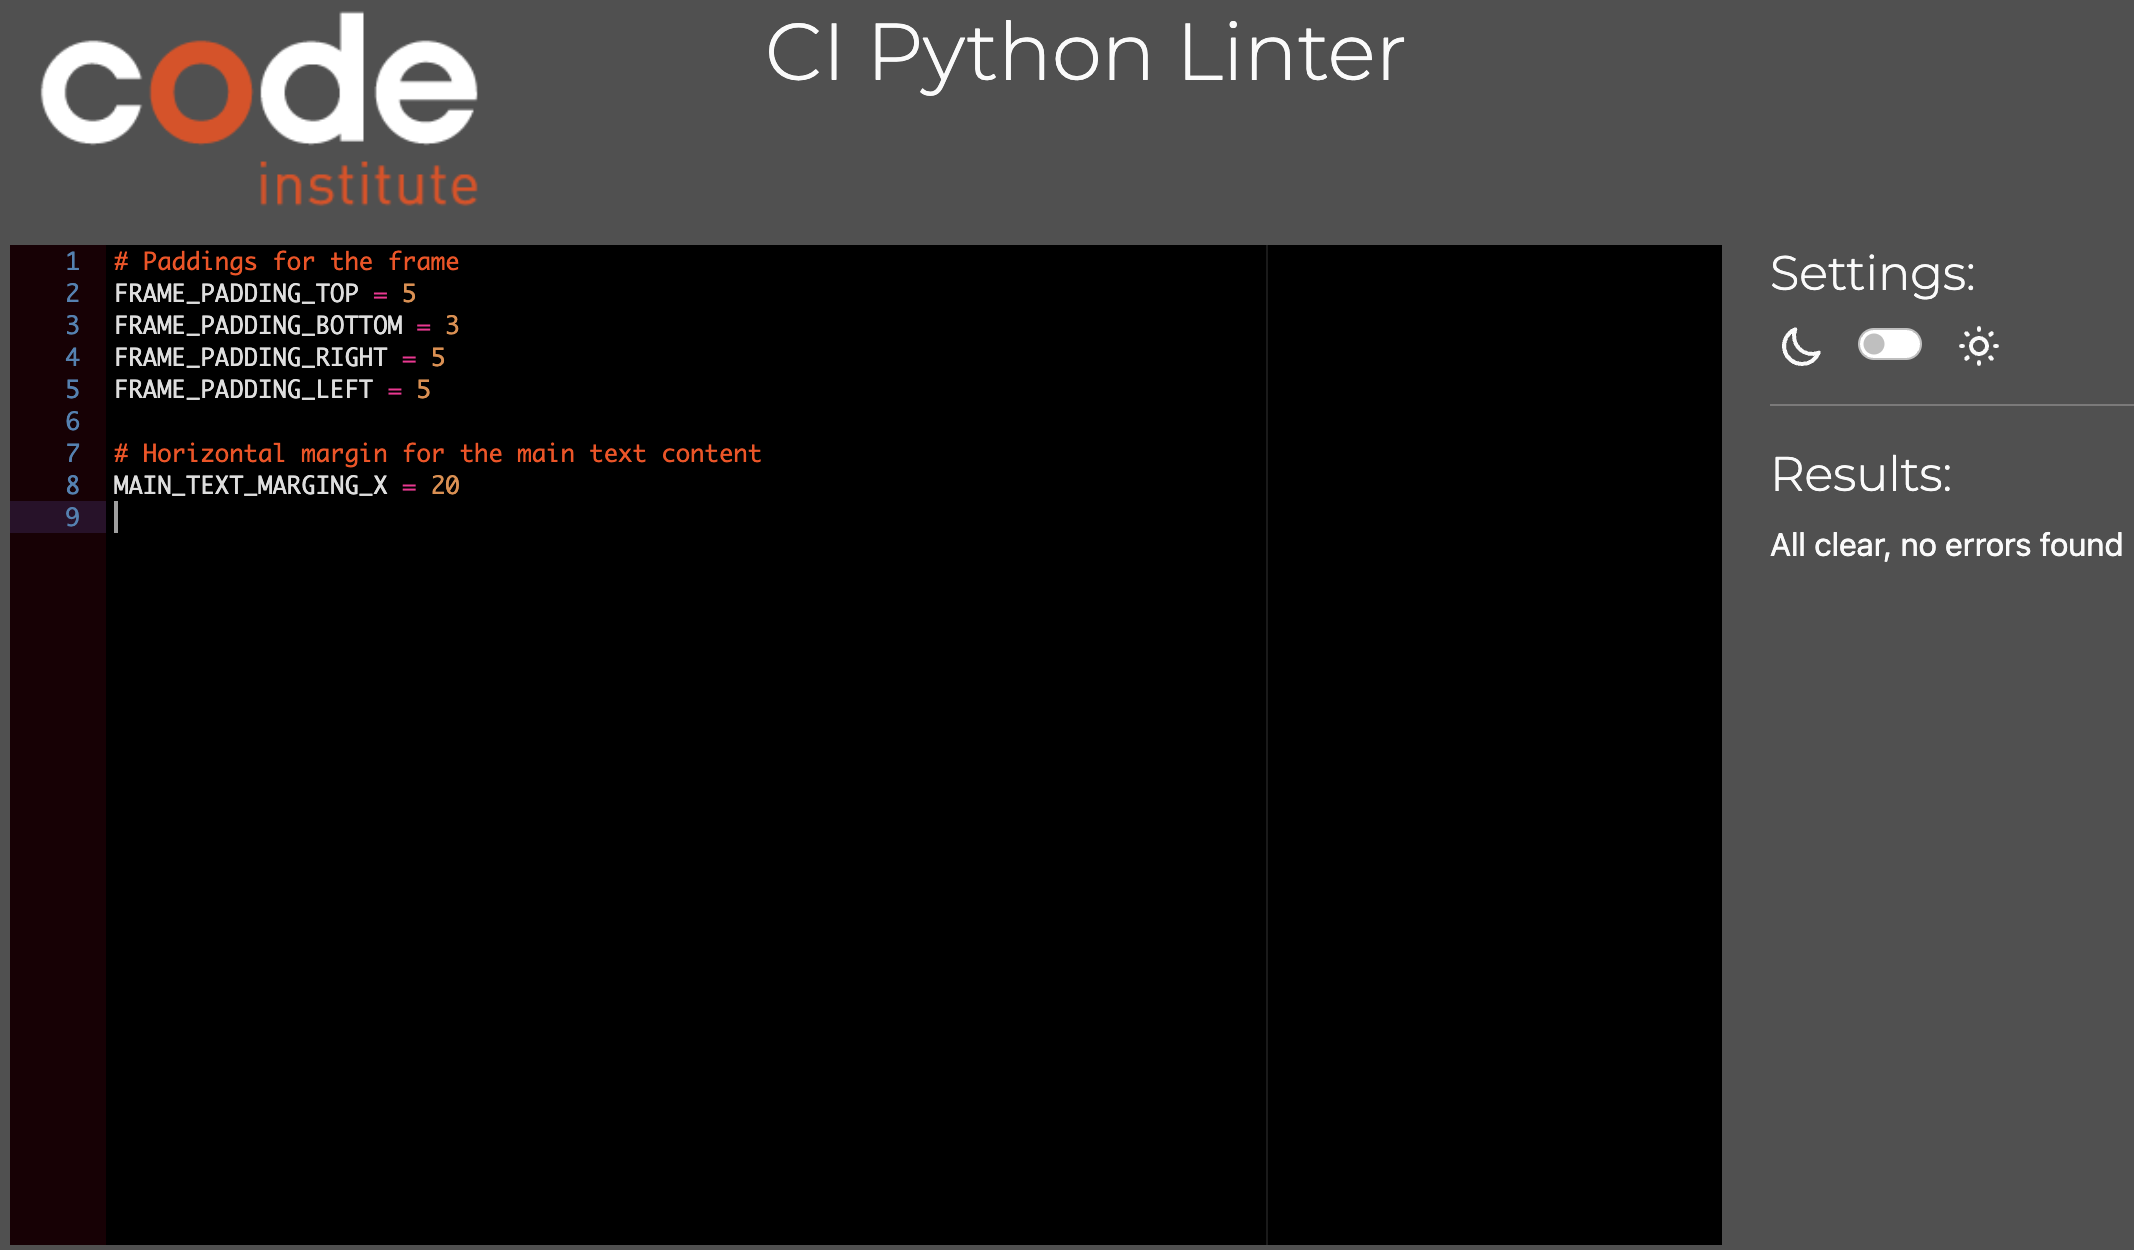 code
institute
CI Python Linter
1 # Paddings for the frame
2 FRAME_PADDING_TOP = 5
3 FRAME_PADDING_BOTTOM = 3
4 FRAME_PADDING_RIGHT = 5
5 FRAME_PADDING_LEFT = 5
6
7 # Horizontal margin for the main text content
8 MAIN_TEXT_MARGING_X = 20
9
Settings:
Results:
All clear, no errors found